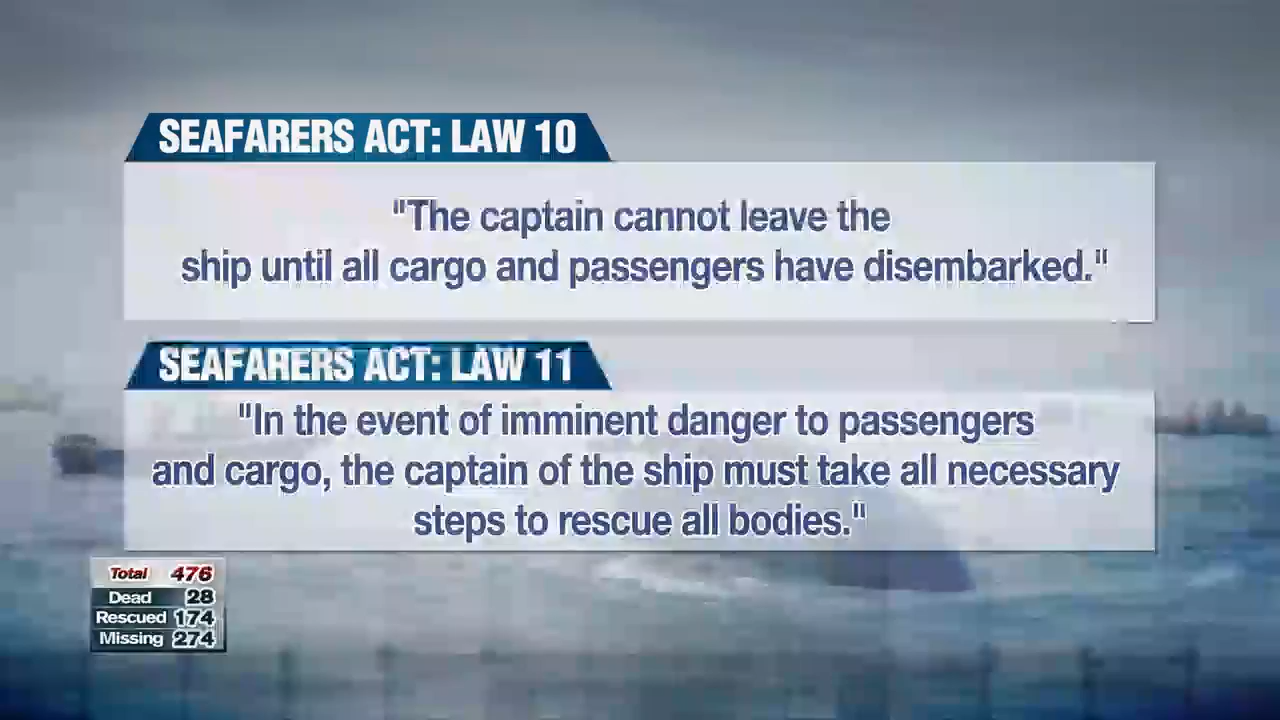 SEAFARERS ACT: LAW 10
"The captain cannot leave the
ship until all cargo and passengers have disembarked."
SEAFARERS ACT: LAW 11
"In the event of imminent danger to passengers
and cargo, the captain of the ship must take all necessary
steps to rescue all bodies."
Total 476
Dead 28
Rescued 174
Missing 274